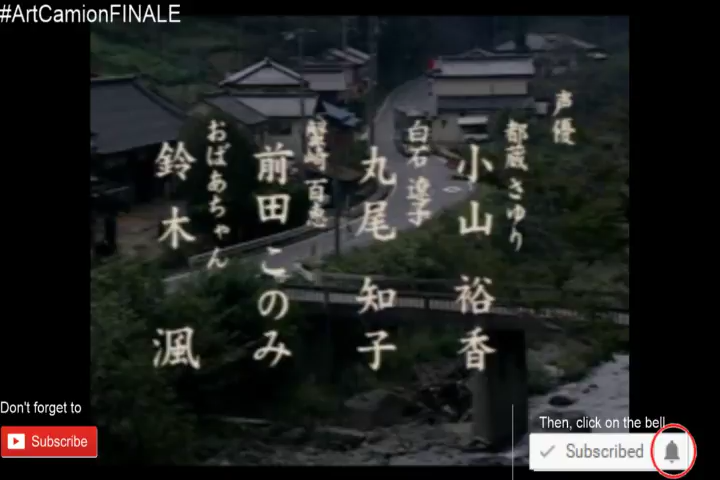 #ArtCamionFINALE
声優
都蔵 さゆり
小山 裕香
白石 遼子
丸尾 知子
蟹崎 百恵
前田 このみ
おばあちゃん
鈴木 渢
Don't forget to
Subscribe
Then, click on the bell
Subscribed